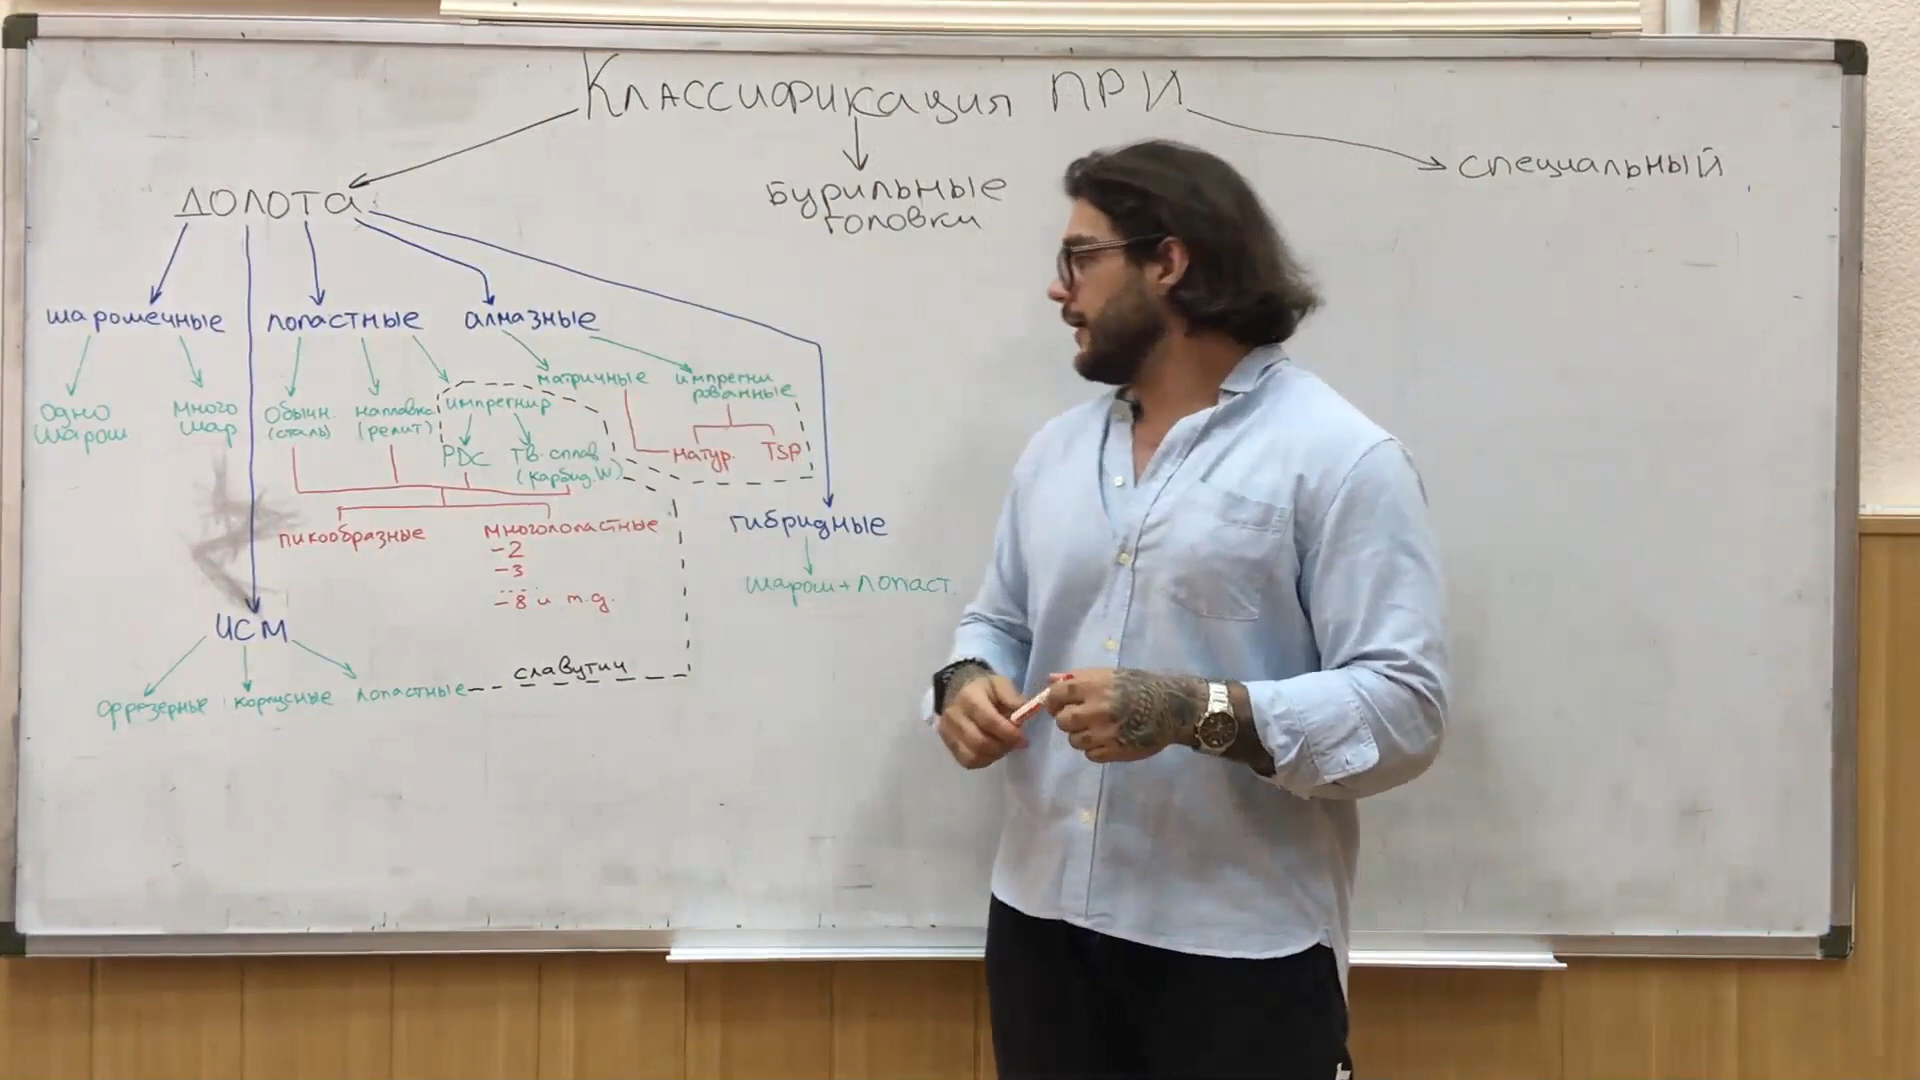 Классификация ПРИ
долота
Бурильные
головки
специальный
шарошечные
лопастные
алмазные
одно
шарош
много
шар
Обычн.
(сталь)
наплавка
(релит)
импрегнир
PDC
тв. сплав
(карбид. W)
матричные
импрегни
рованные
натур.
TSP
пикообразные
многолопастные
-2
-3
...
-8 и т.д.
гибридные
шарош + лопаст.
ИСМ
фрезерные
корпусные
лопастные
славутич